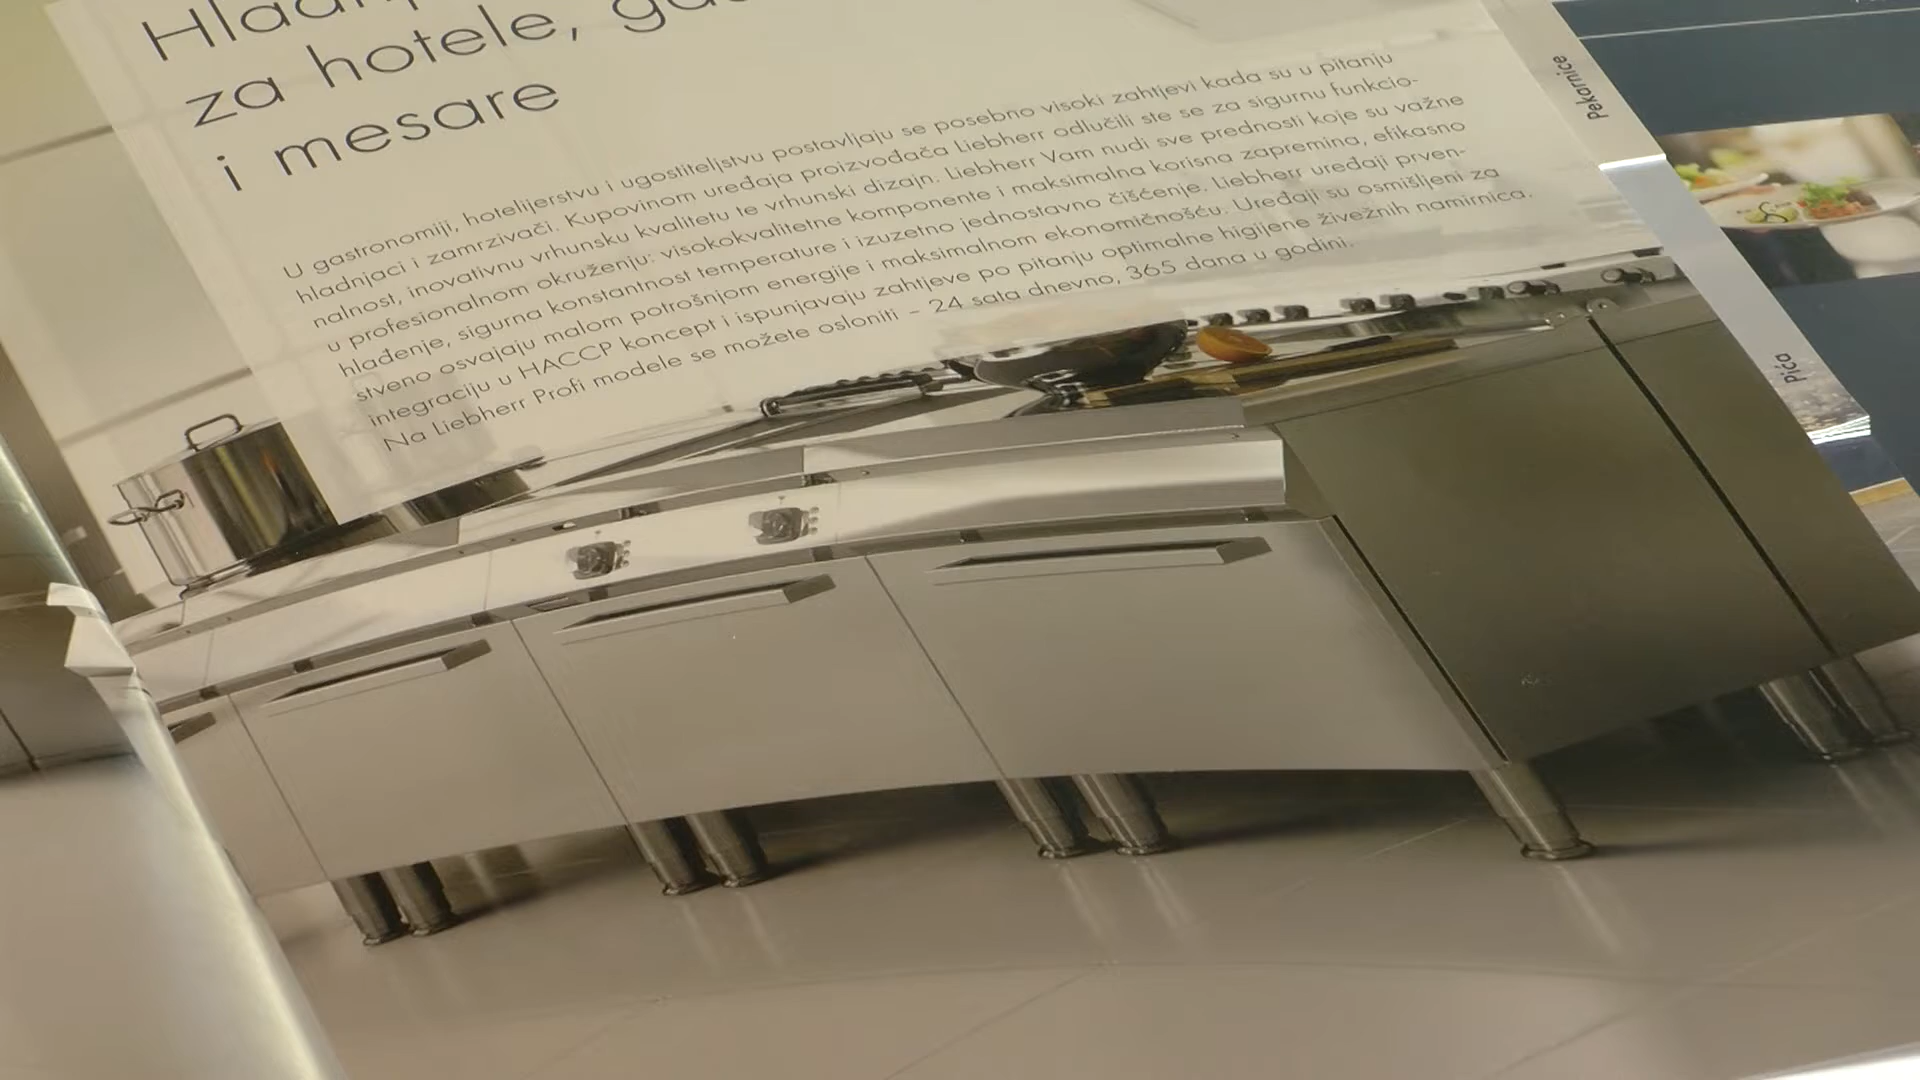 za hotele,
i mesare
U gastronomiji, hotelijerstvu i ugostiteljstvu postavljaju se posebno visoki zahtjevi kada su u pitanju
hladnjaci i zamrzivači. Kupovinom uređaja proizvođača Liebherr odlučili ste se za sigurnu funkcio-
nalnost, inovativnu vrhunsku kvalitetu te vrhunski dizajn. Liebherr Vam nudi sve prednosti koje su važne
u profesionalnom okruženju: visokokvalitetne komponente i maksimalna korisna zapremina, efikasno
hlađenje, sigurna konstantnost temperature i izuzetno jednostavno čišćenje. Liebherr uređaji prven-
stveno osvajaju malom potrošnjom energije i maksimalnom ekonomičnošću. Uređaji su osmišljeni za
integraciju u HACCP koncept i ispunjavaju zahtjeve po pitanju optimalne higijene živežnih namirnica.
Na Liebherr Profi modele se možete osloniti – 24 sata dnevno, 365 dana u godini.
Pekarnice
Pića